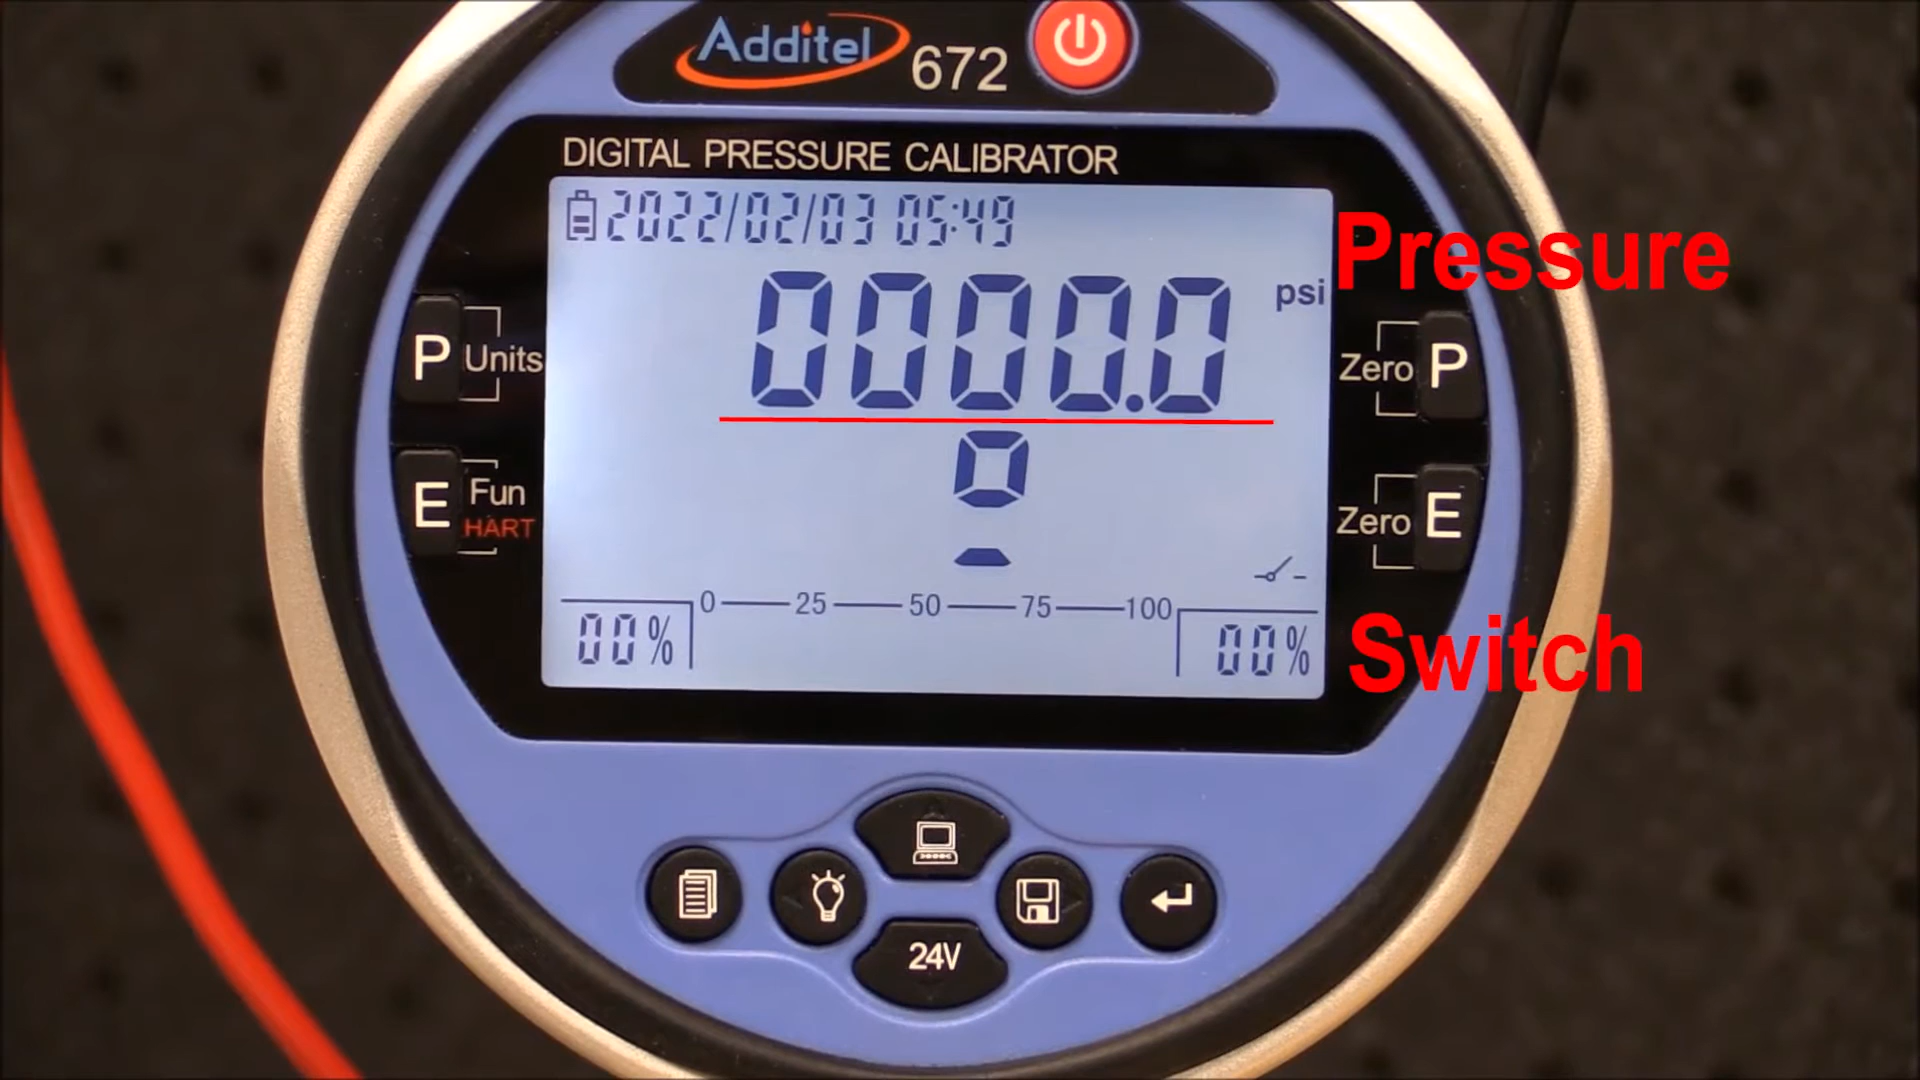 Additel 672
DIGITAL PRESSURE CALIBRATOR
2022/02/03 05:49
0000.0 psi
Pressure
P Units
Zero P
E Fun
HART
Zero E
0 25 50 75 100
00%
00%
Switch
24V